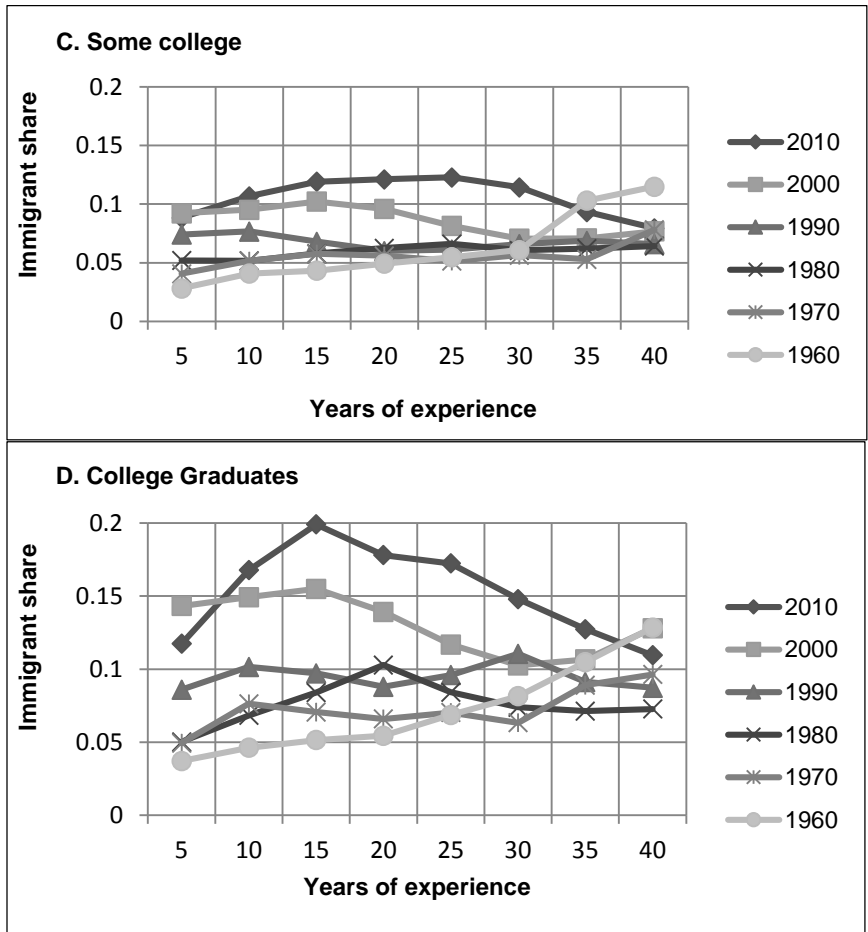 C. Some college
Immigrant share
0.2
0.15
0.1
0.05
0
5 10 15 20 25 30 35 40
Years of experience
2010
2000
1990
1980
1970
1960
D. College Graduates
Immigrant share
0.2
0.15
0.1
0.05
0
5 10 15 20 25 30 35 40
Years of experience
2010
2000
1990
1980
1970
1960